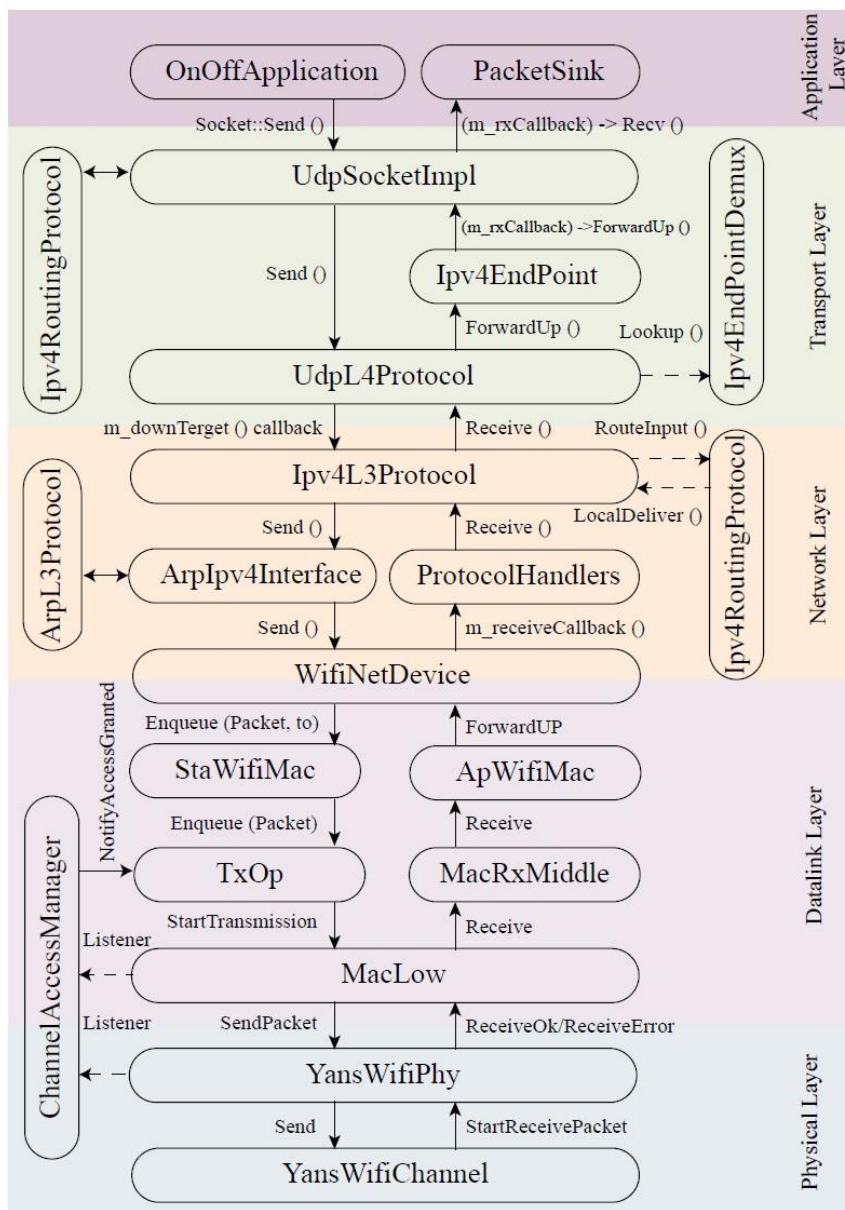 OnOffApplication
PacketSink
Application
Layer
Socket::Send ()
(m_rxCallback) -> Recv ()
UdpSocketImpl
Ipv4RoutingProtocol
(m_rxCallback) ->ForwardUp ()
Send ()
Ipv4EndPoint
Ipv4EndPointDemux
Transport Layer
ForwardUp ()
Lookup ()
UdpL4Protocol
m_downTerget () callback
Receive ()
RouteInput ()
Ipv4L3Protocol
LocalDeliver ()
Send ()
Receive ()
ArpL3Protocol
ArpIpv4Interface
ProtocolHandlers
Ipv4RoutingProtocol
Network Layer
Send ()
m_receiveCallback ()
WifiNetDevice
Enqueue (Packet, to)
ForwardUP
NotifyAccessGranted
StaWifiMac
ApWifiMac
Enqueue (Packet)
Receive
TxOp
MacRxMiddle
Datalink Layer
ChannelAccessManager
StartTransmission
Receive
Listener
MacLow
Listener
SendPacket
ReceiveOk/ReceiveError
YansWifiPhy
Physical Layer
Send
StartReceivePacket
YansWifiChannel